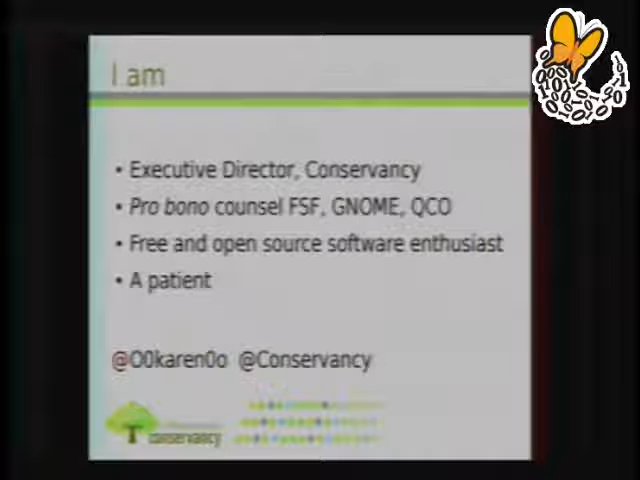 I am
• Executive Director, Conservancy
• Pro bono counsel FSF, GNOME, QCO
• Free and open source software enthusiast
• A patient
@O0karen0o @Conservancy
conservancy